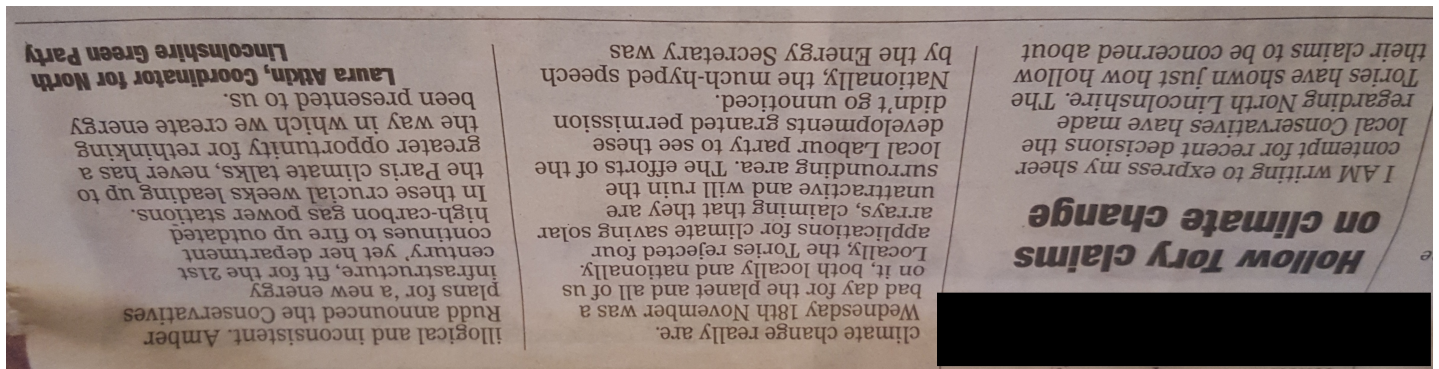 Hollow Tory claims
on climate change
I AM writing to express my sheer
contempt for recent decisions the
local Conservatives have made
regarding North Lincolnshire. The
Tories have shown just how hollow
their claims to be concerned about
climate change really are.
Wednesday 18th November was a
bad day for the planet and all of us
on it, both locally and nationally.
Locally, the Tories rejected four
applications for climate saving solar
arrays, claiming that they are
unattractive and will ruin the
surrounding area. The efforts of the
local Labour party to see these
developments granted permission
didn't go unnoticed.
Nationally, the much-hyped speech
by the Energy Secretary was
illogical and inconsistent. Amber
Rudd announced the Conservatives
plans for 'a new energy
infrastructure, fit for the 21st
century' yet her department
continues to fire up outdated
high-carbon gas power stations.
In these crucial weeks leading up to
the Paris climate talks, never has a
greater opportunity for rethinking
the way in which we create energy
been presented to us.
Laura Atkin, Coordinator for North
Lincolnshire Green Party